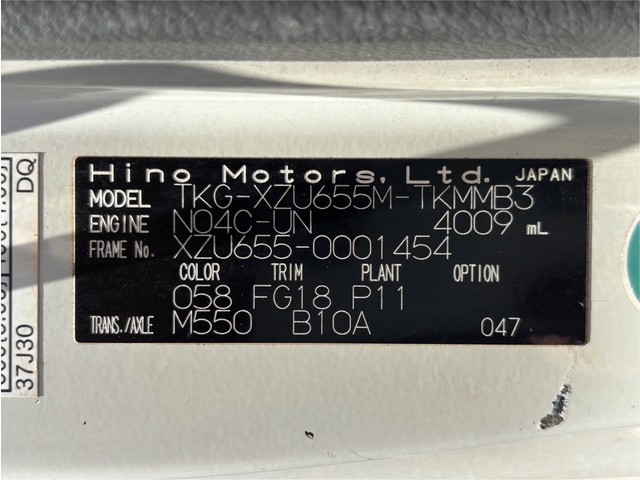 Hino Motors, Ltd. JAPAN
MODEL TKG-XZU655M-TKMMB3
ENGINE N04C-UN 4009 mL
FRAME No. XZU655-0001454
COLOR TRIM PLANT OPTION
058 FG18 P11
TRANS./AXLE M550 B10A 047
DQ
37J30